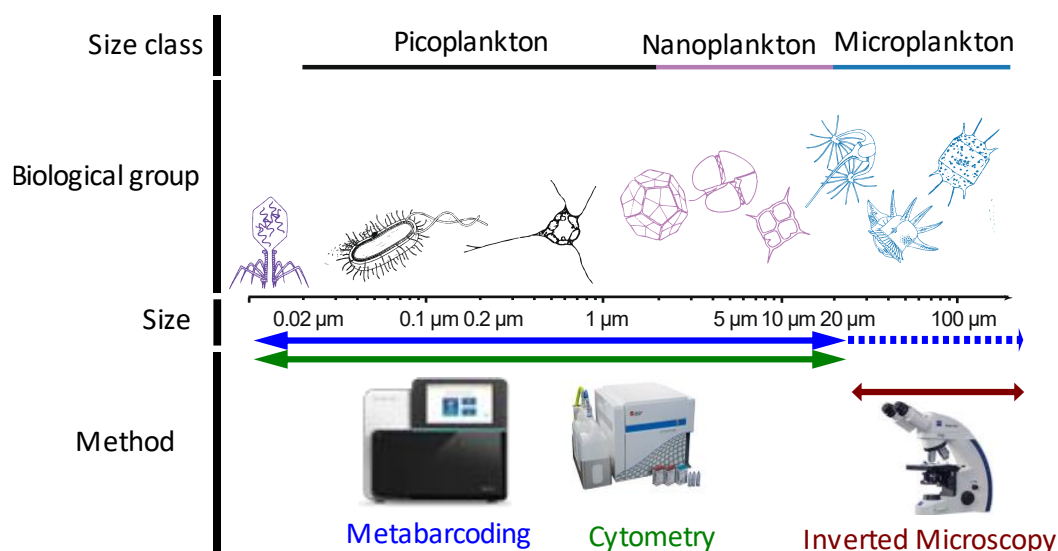 Size class
Picoplankton
Nanoplankton
Microplankton
Biological group
Size
0.02 µm
0.1 µm
0.2 µm
1 µm
5 µm
10 µm
20 µm
100 µm
Method
Metabarcoding
Cytometry
Inverted Microscopy